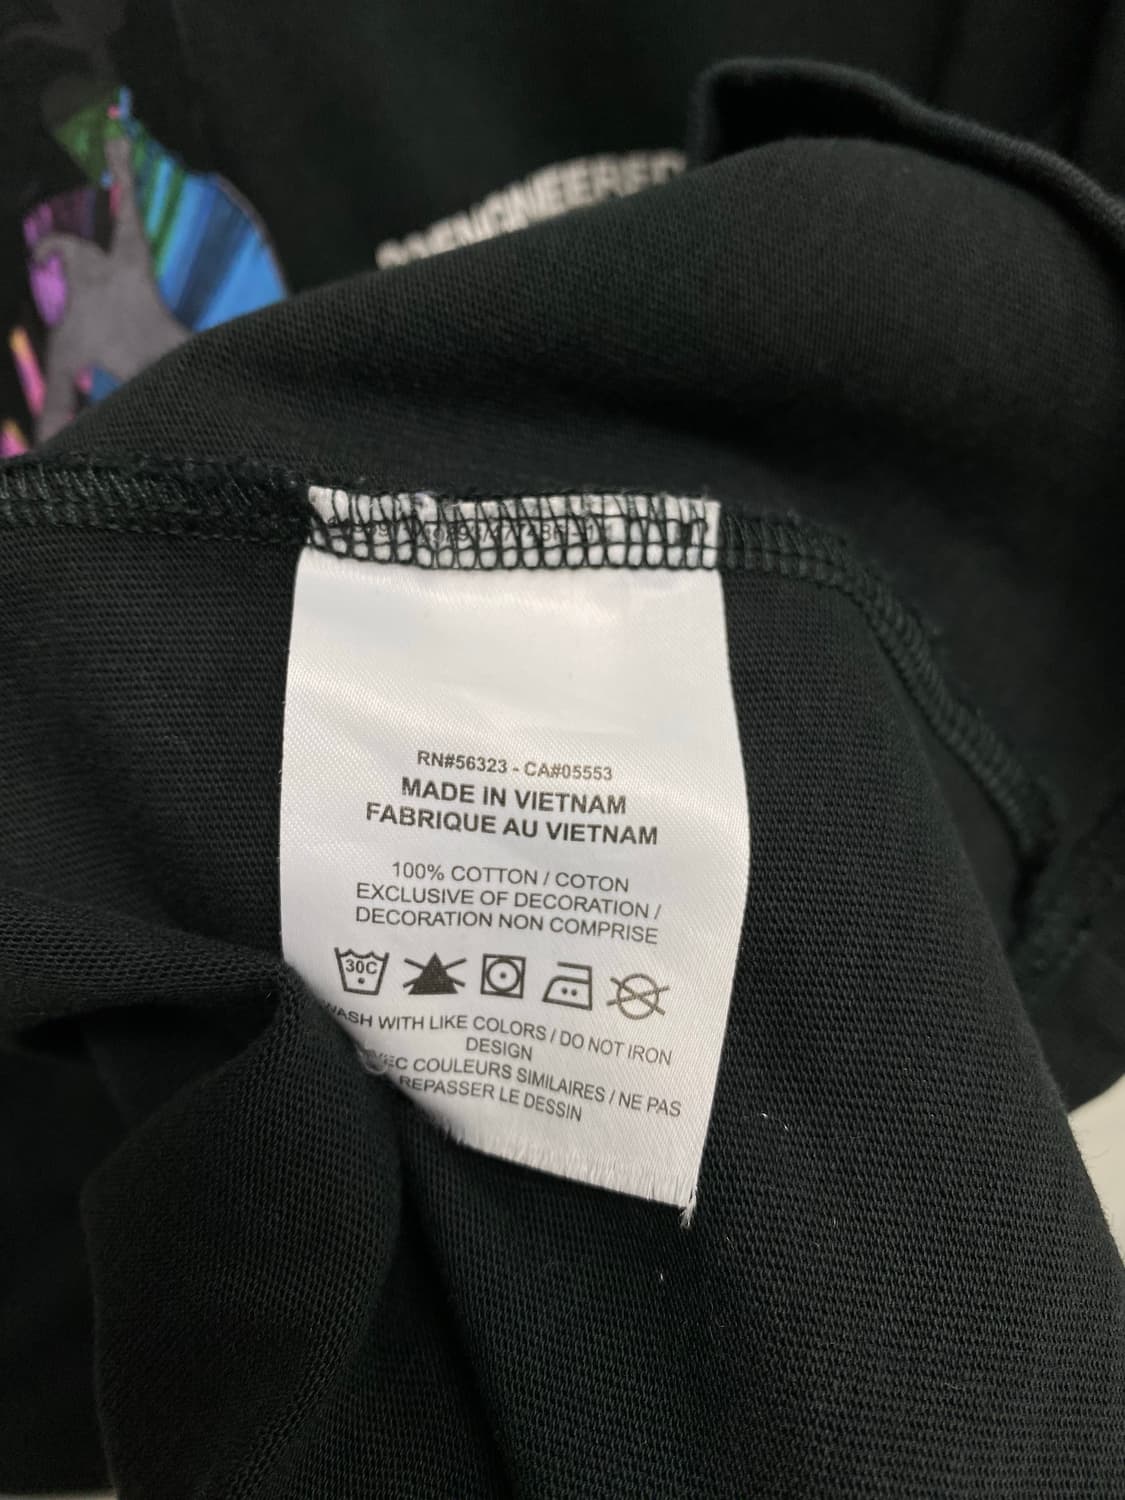 ENGINEERED
RN#56323 - CA#05553
MADE IN VIETNAM
FABRIQUE AU VIETNAM
100% COTTON / COTON
EXCLUSIVE OF DECORATION /
DECORATION NON COMPRISE
30C
WASH WITH LIKE COLORS / DO NOT IRON
DESIGN
COULEURS SIMILAIRES / NE PAS
REPASSER LE DESSIN